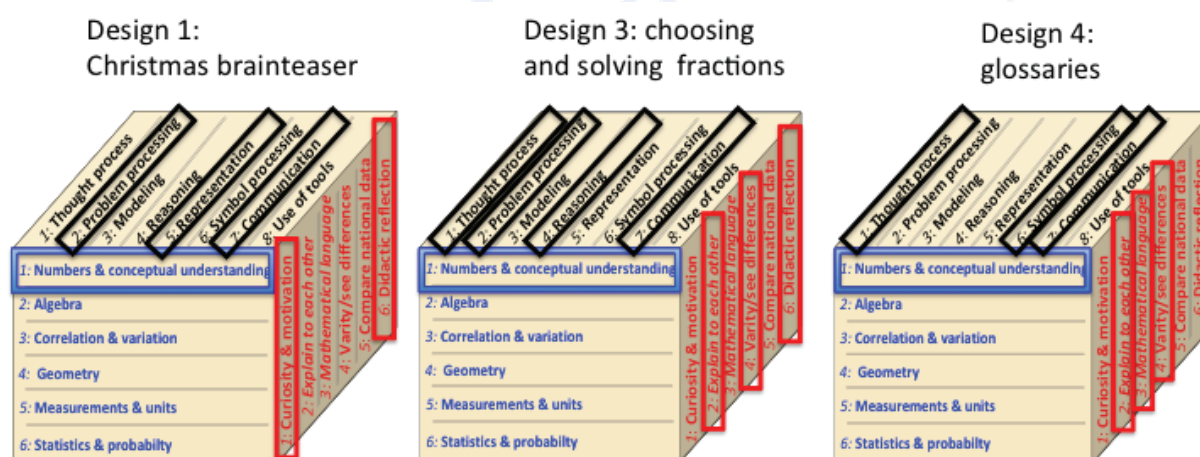 Design 1:
Christmas brainteaser
1: Thought process
2: Problem processing
3: Modeling
4: Reasoning
5: Representation
6: Symbol processing
7: Communication
8: Use of tools
1: Numbers & conceptual understanding
2: Algebra
3: Correlation & variation
4: Geometry
5: Measurements & units
6: Statistics & probabilty
1: Curiosity & motivation
2: Explain to each other
3: Mathematical language
4: Varity/see differences
5: Compare national data
6: Didactic reflection
Design 3: choosing
and solving fractions
1: Thought process
2: Problem processing
3: Modeling
4: Reasoning
5: Representation
6: Symbol processing
7: Communication
8: Use of tools
1: Numbers & conceptual understanding
2: Algebra
3: Correlation & variation
4: Geometry
5: Measurements & units
6: Statistics & probabilty
1: Curiosity & motivation
2: Explain to each other
3: Mathematical language
4: Varity/see differences
5: Compare national data
6: Didactic reflection
Design 4:
glossaries
1: Thought process
2: Problem processing
3: Modeling
4: Reasoning
5: Representation
6: Symbol processing
7: Communication
8: Use of tools
1: Numbers & conceptual understanding
2: Algebra
3: Correlation & variation
4: Geometry
5: Measurements & units
6: Statistics & probabilty
1: Curiosity & motivation
2: Explain to each other
3: Mathematical language
4: Varity/see differences
5: Compare national data